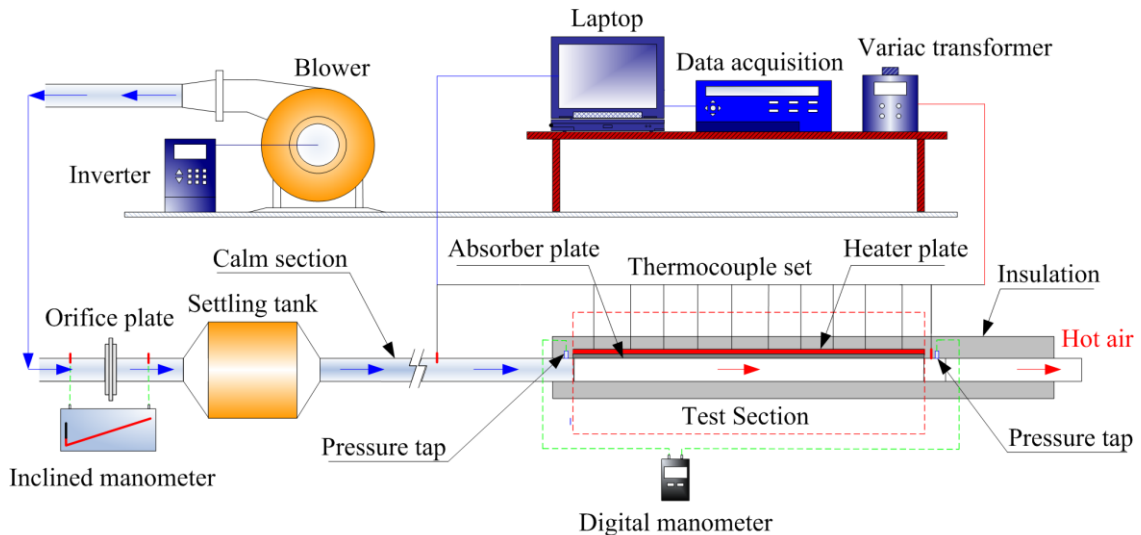 Laptop
Blower
Data acquisition
Variac transformer
Inverter
Absorber plate
Heater plate
Calm section
Thermocouple set
Insulation
Settling tank
Orifice plate
Hot air
Test Section
Pressure tap
Pressure tap
Inclined manometer
Digital manometer